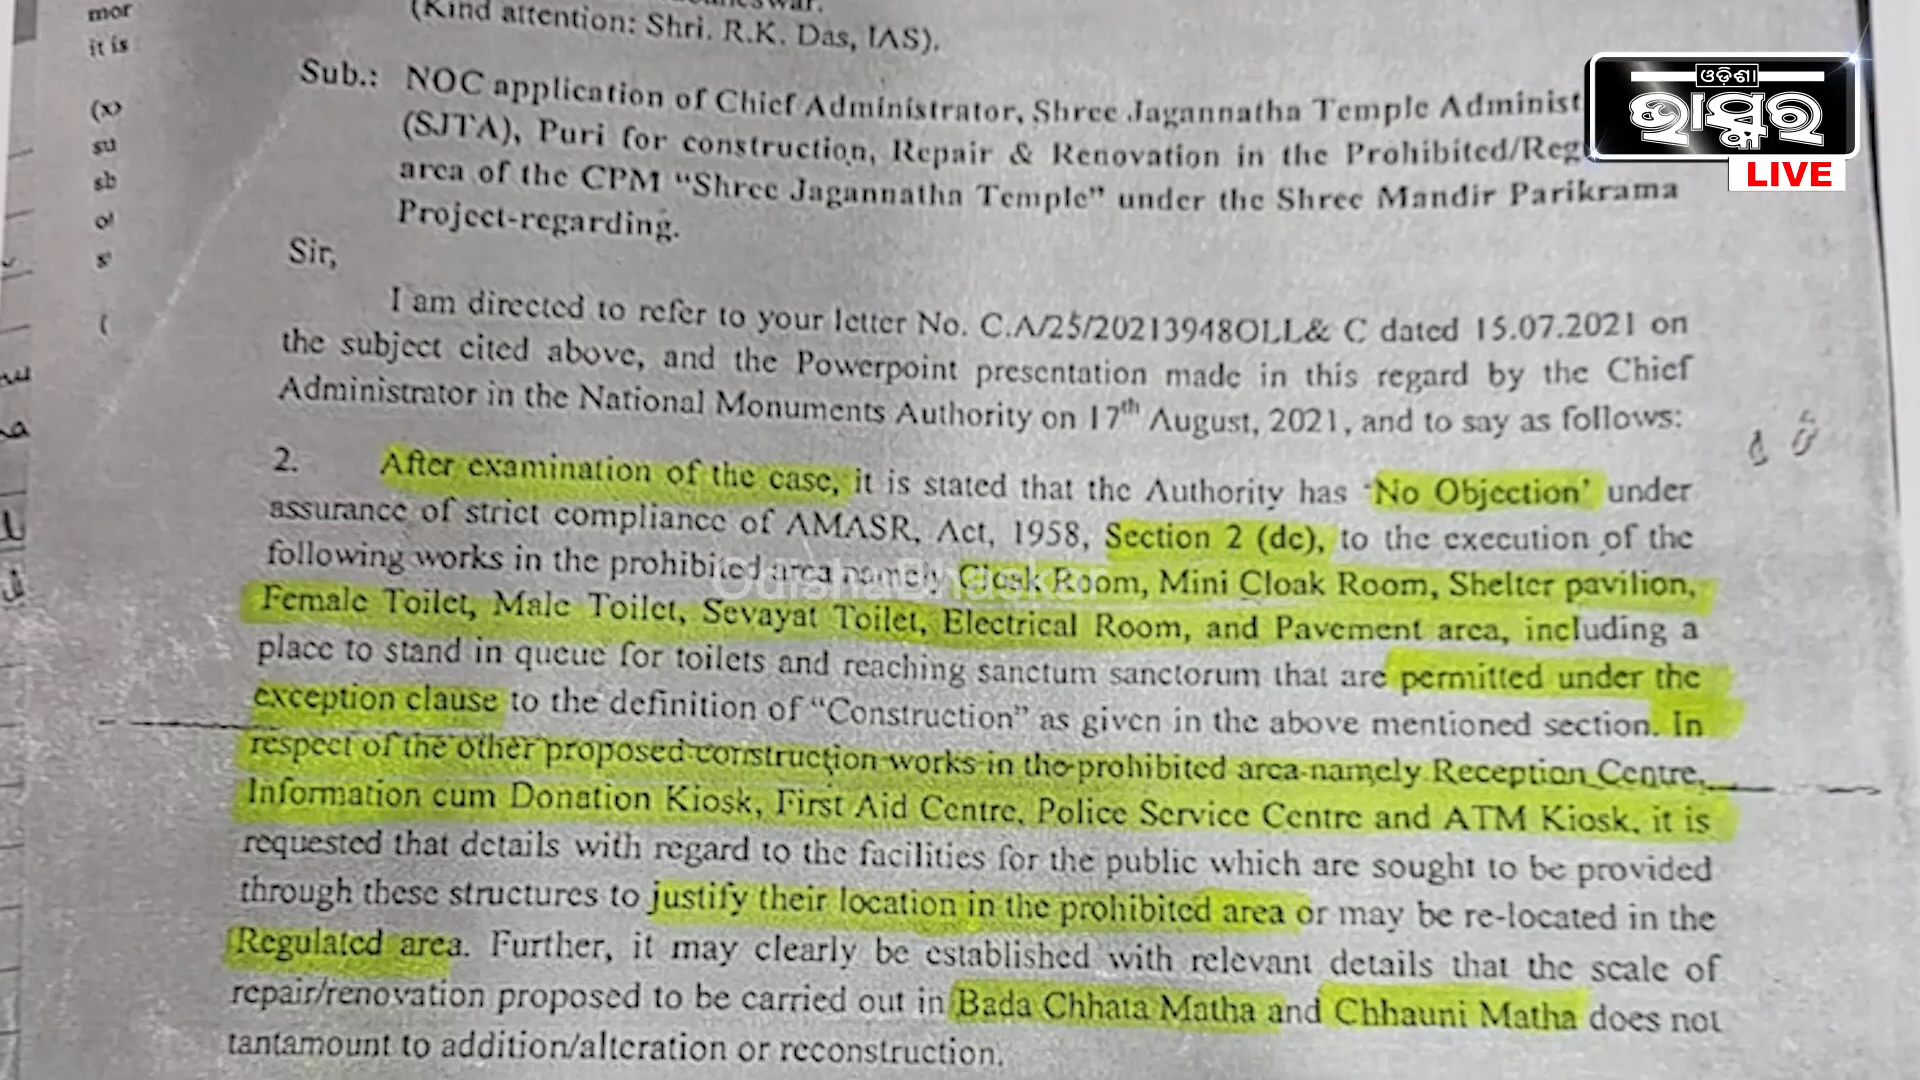 mor
it is
(x)
su
sb
of
s
(
(Kind attention: Shri. R.K. Das, IAS).
Sub.: NOC application of Chief Administrator, Shree Jagannatha Temple Administ
(SJTA), Puri for construction, Repair & Renovation in the Prohibited/Regu
area of the CPM “Shree Jagannatha Temple” under the Shree Mandir Parikrama
Project-regarding.
Sir,
I am directed to refer to your letter No. C.A/25/20213948OLL& C dated 15.07.2021 on
the subject cited above, and the Powerpoint presentation made in this regard by the Chief
Administrator in the National Monuments Authority on 17th August, 2021, and to say as follows:
2. After examination of the case, it is stated that the Authority has ‘No Objection’ under
assurance of strict compliance of AMASR, Act, 1958, Section 2 (dc), to the execution of the
following works in the prohibited area namely Cloak Room, Mini Cloak Room, Shelter pavilion,
Female Toilet, Male Toilet, Sevayat Toilet, Electrical Room, and Pavement area, including a
place to stand in queue for toilets and reaching sanctum sanctorum that are permitted under the
exception clause to the definition of “Construction” as given in the above mentioned section. In
respect of the other proposed construction works in the prohibited area namely Reception Centre,
Information cum Donation Kiosk, First Aid Centre, Police Service Centre and ATM Kiosk, it is
requested that details with regard to the facilities for the public which are sought to be provided
through these structures to justify their location in the prohibited area or may be re-located in the
Regulated area. Further, it may clearly be established with relevant details that the scale of
repair/renovation proposed to be carried out in Bada Chhata Matha and Chhauni Matha does not
tantamount to addition/alteration or reconstruction.
ଓଡ଼ିଶା
ଭାସ୍କର
LIVE
OdishaBhaskar